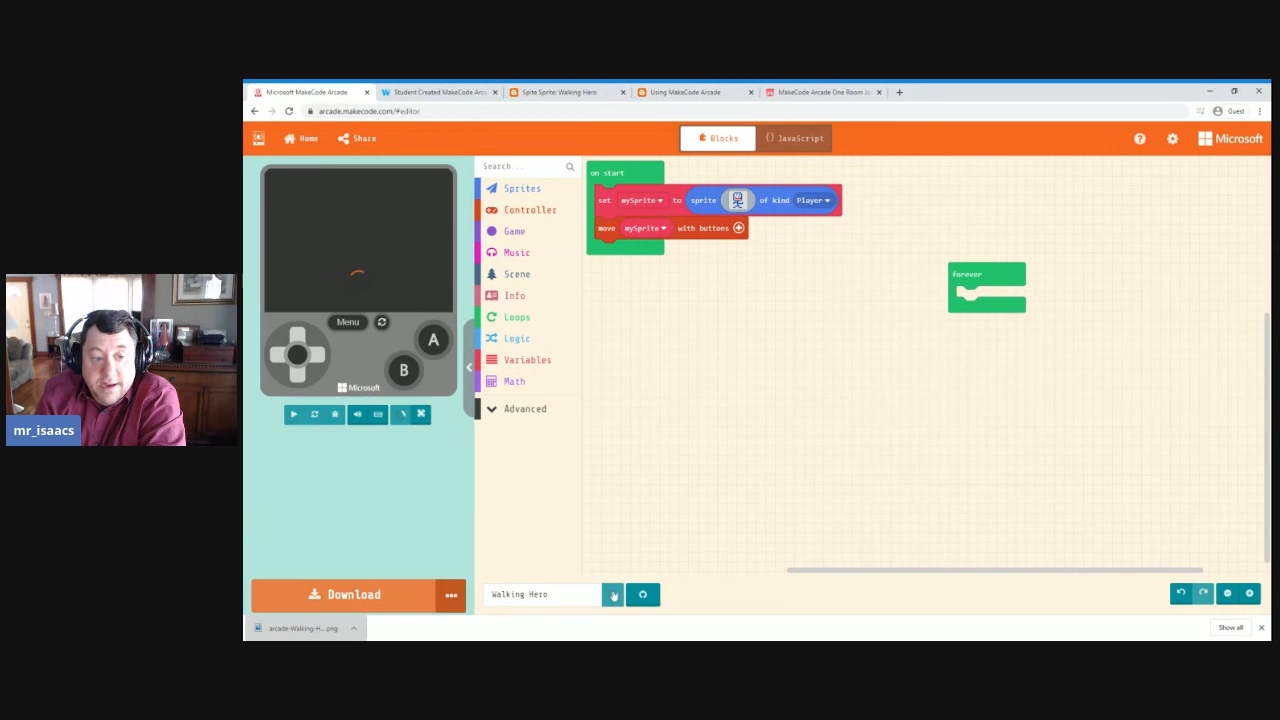 Microsoft MakeCode Arcade
Student Created MakeCode Arc
Spite Sprite: Walking Hero
Using MakeCode Arcade
MakeCode Arcade One Room Ja
arcade.makecode.com/#editor
Guest
Home
Share
Blocks
JavaScript
Microsoft
Search...
Sprites
Controller
Game
Music
Scene
Info
Loops
Logic
Variables
Math
Advanced
on start
set mySprite to sprite of kind Player
move mySprite with buttons
forever
Menu
A
B
Microsoft
mr_isaacs
Download
Walking Hero
arcade-Walking-H....png
Show all